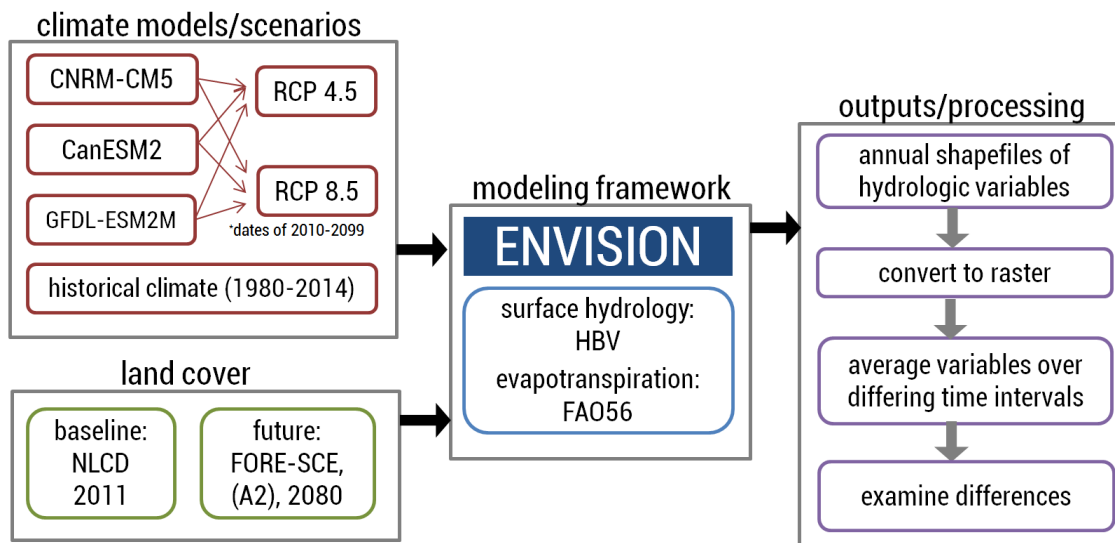 climate models/scenarios
CNRM-CM5
CanESM2
GFDL-ESM2M
RCP 4.5
RCP 8.5
*dates of 2010-2099
historical climate (1980-2014)
land cover
baseline:
NLCD
2011
future:
FORE-SCE,
(A2), 2080
modeling framework
ENVISION
surface hydrology:
HBV
evapotranspiration:
FAO56
outputs/processing
annual shapefiles of
hydrologic variables
convert to raster
average variables over
differing time intervals
examine differences